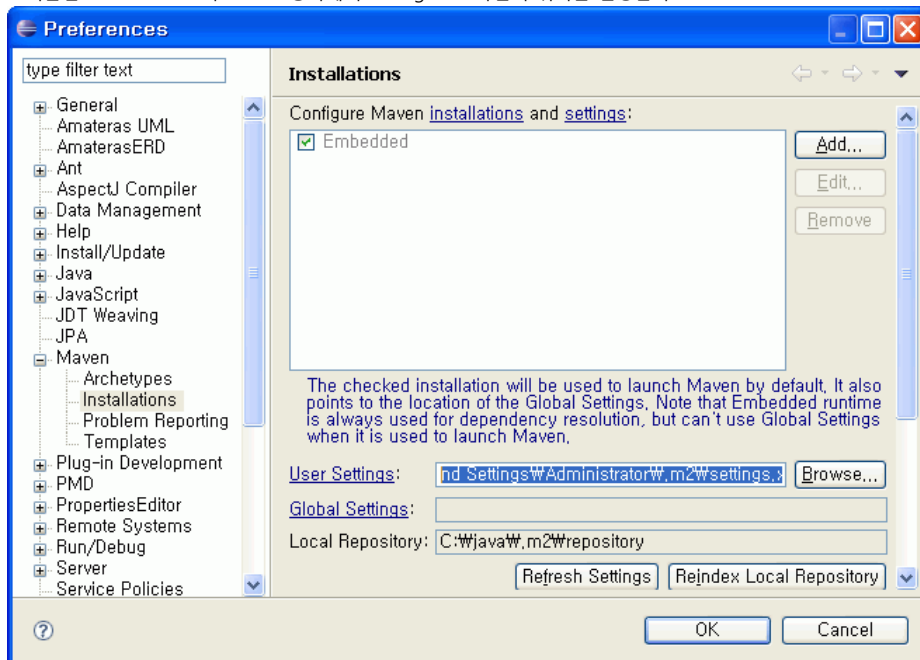 Preferences
type filter text
Installations
General
Amateras UML
AmaterasERD
Ant
AspectJ Compiler
Data Management
Help
Install/Update
Java
JavaScript
JDT Weaving
JPA
Maven
Archetypes
Installations
Problem Reporting
Templates
Plug-in Development
PMD
PropertiesEditor
Remote Systems
Run/Debug
Server
Service Policies
Configure Maven installations and settings:
Embedded
Add...
Edit...
Remove
The checked installation will be used to launch Maven by default, It also
points to the location of the Global Settings, Note that Embedded runtime
is always used for dependency resolution, but can't use Global Settings
when it is used to launch Maven,
User Settings: nd Settings₩Administrator₩.m2₩settings.x Browse...
Global Settings:
Local Repository: C:₩java₩.m2₩repository
Refresh Settings Reindex Local Repository
OK Cancel